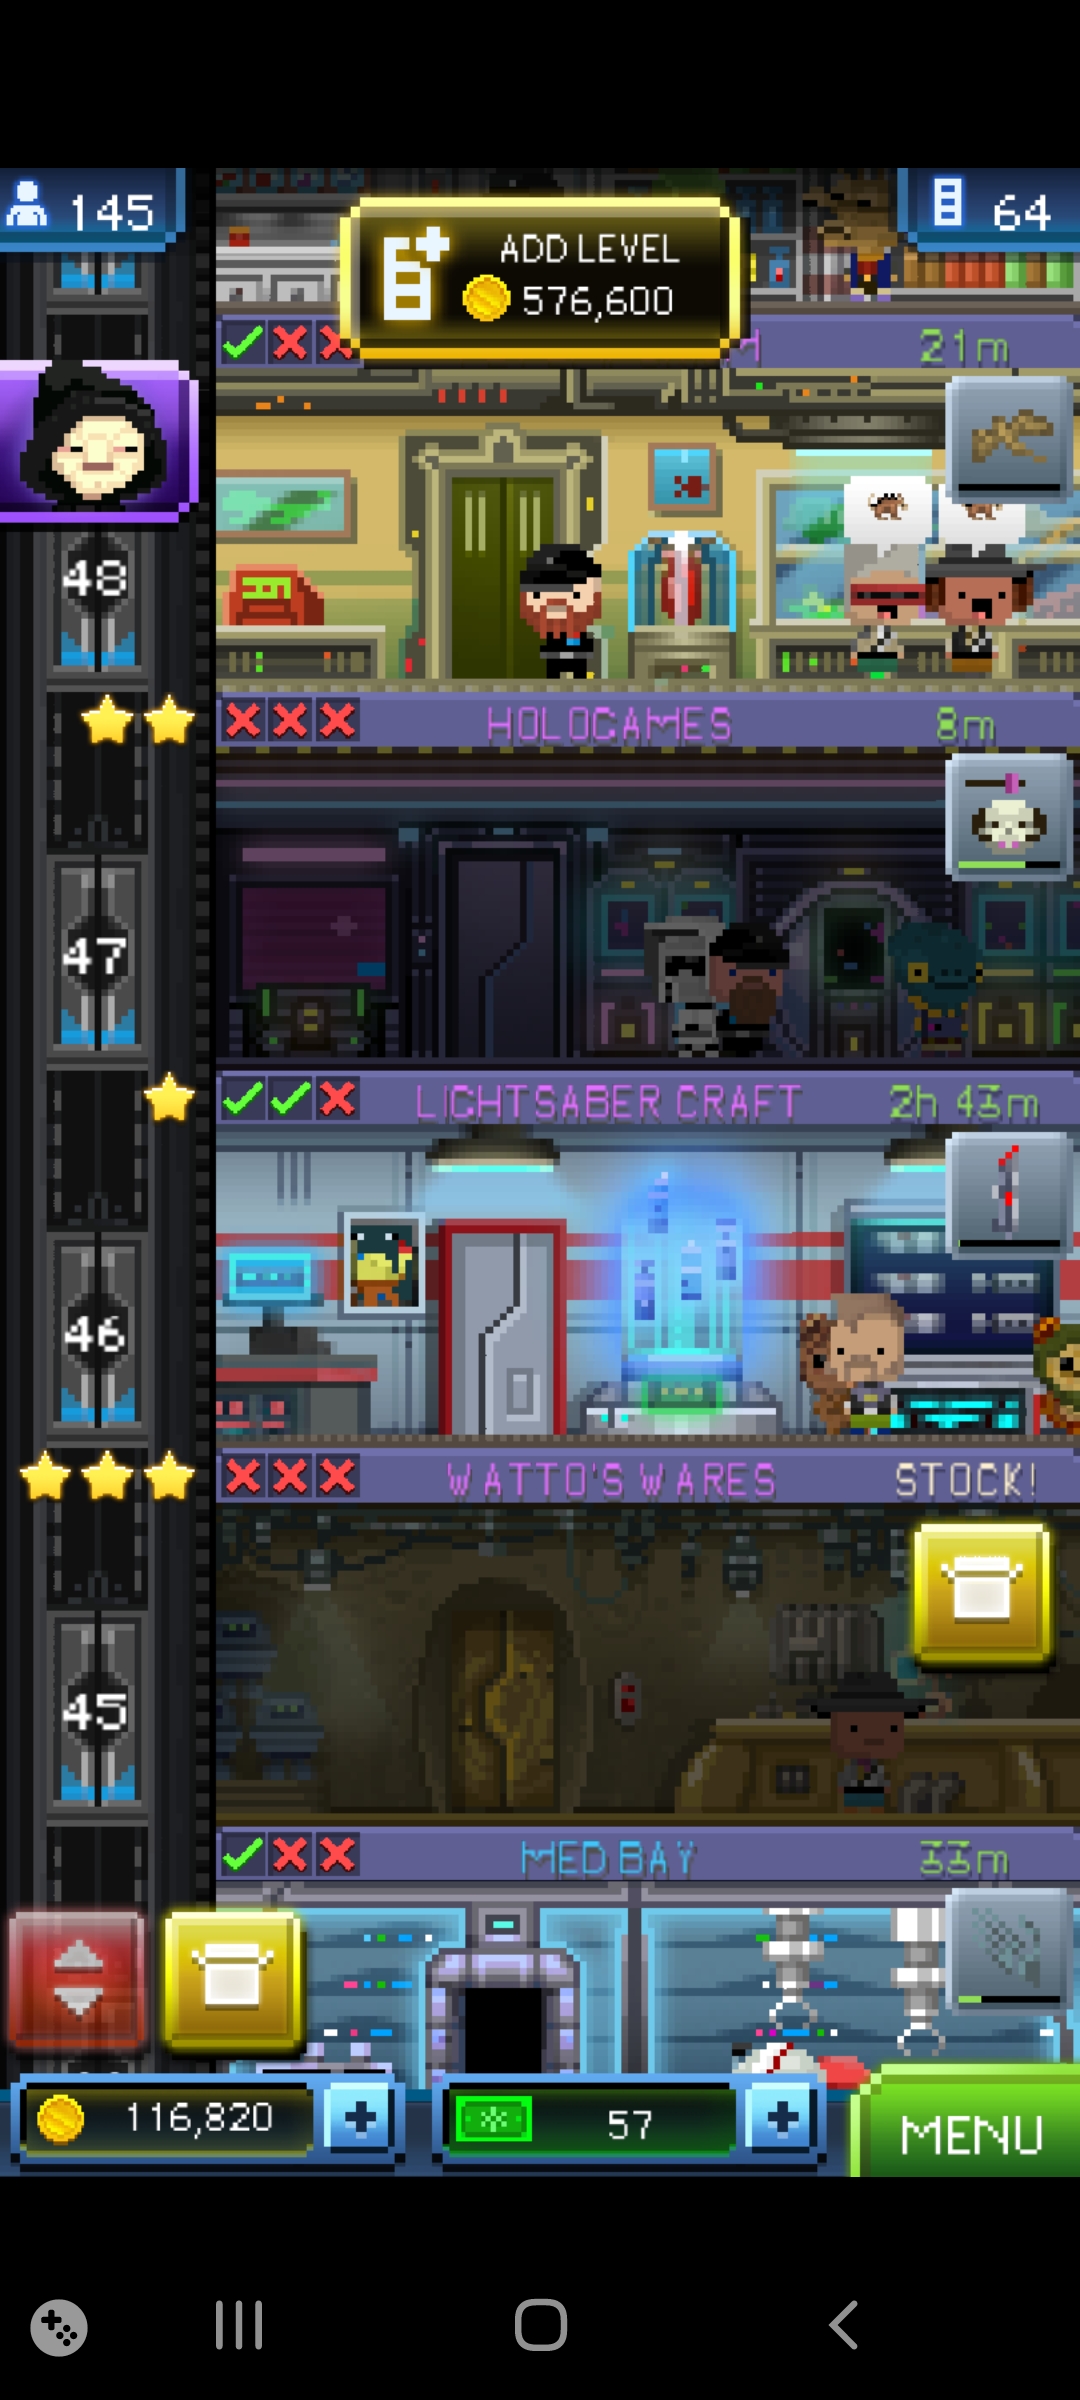 145
ADD LEVEL
576,600
64
21m
48
HOLOGAMES
8m
47
LIGHTSABER CRAFT
2h 43m
46
WATTO'S WARES
STOCK!
45
MED BAY
33m
116,820
57
MENU